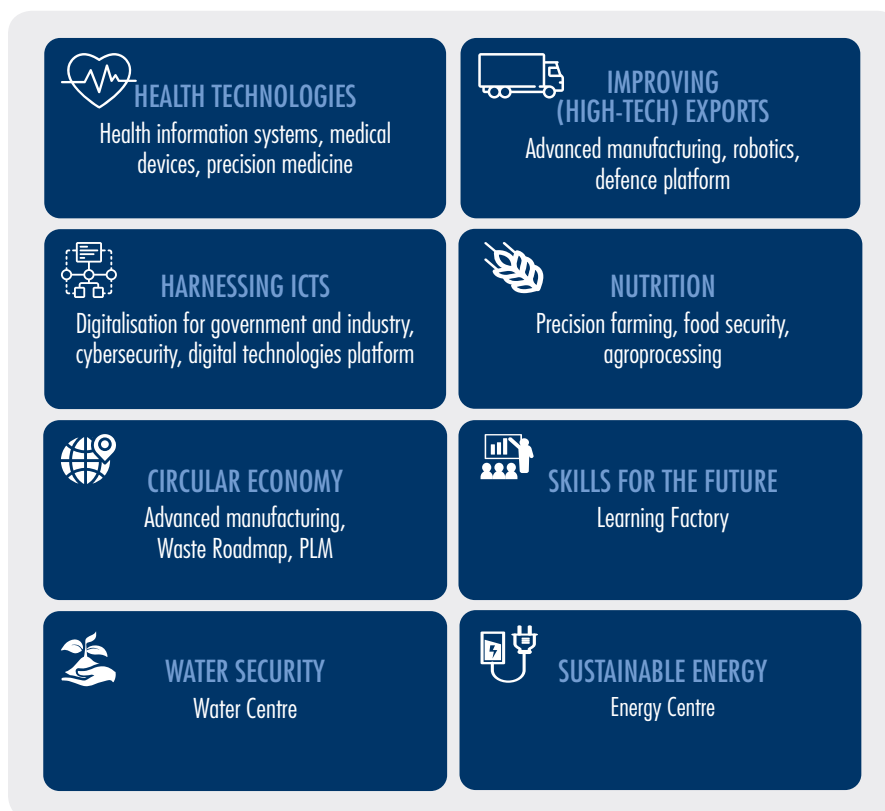 HEALTH TECHNOLOGIES
Health information systems, medical
devices, precision medicine
IMPROVING
(HIGH-TECH) EXPORTS
Advanced manufacturing, robotics,
defence platform
HARNESSING ICTS
Digitalisation for government and industry,
cybersecurity, digital technologies platform
NUTRITION
Precision farming, food security,
agroprocessing
CIRCULAR ECONOMY
Advanced manufacturing,
Waste Roadmap, PLM
SKILLS FOR THE FUTURE
Learning Factory
WATER SECURITY
Water Centre
SUSTAINABLE ENERGY
Energy Centre